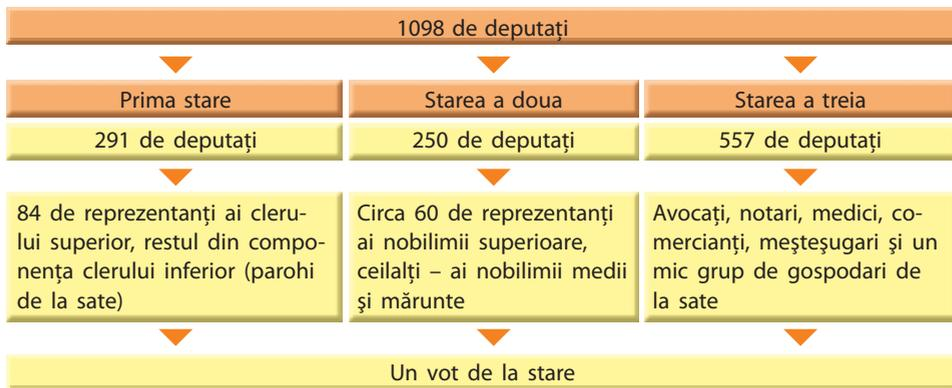 1098 de deputați
Prima stare
Starea a doua
Starea a treia
291 de deputați
250 de deputați
557 de deputați
84 de reprezentanți ai cleru-
lui superior, restul din compo-
nența clerului inferior (parohi
de la sate)
Circa 60 de reprezentanți
ai nobilimii superioare,
ceilalți – ai nobilimii medii
şi mărunte
Avocați, notari, medici, co-
mercianți, meşteşugari şi un
mic grup de gospodari de
la sate
Un vot de la stare